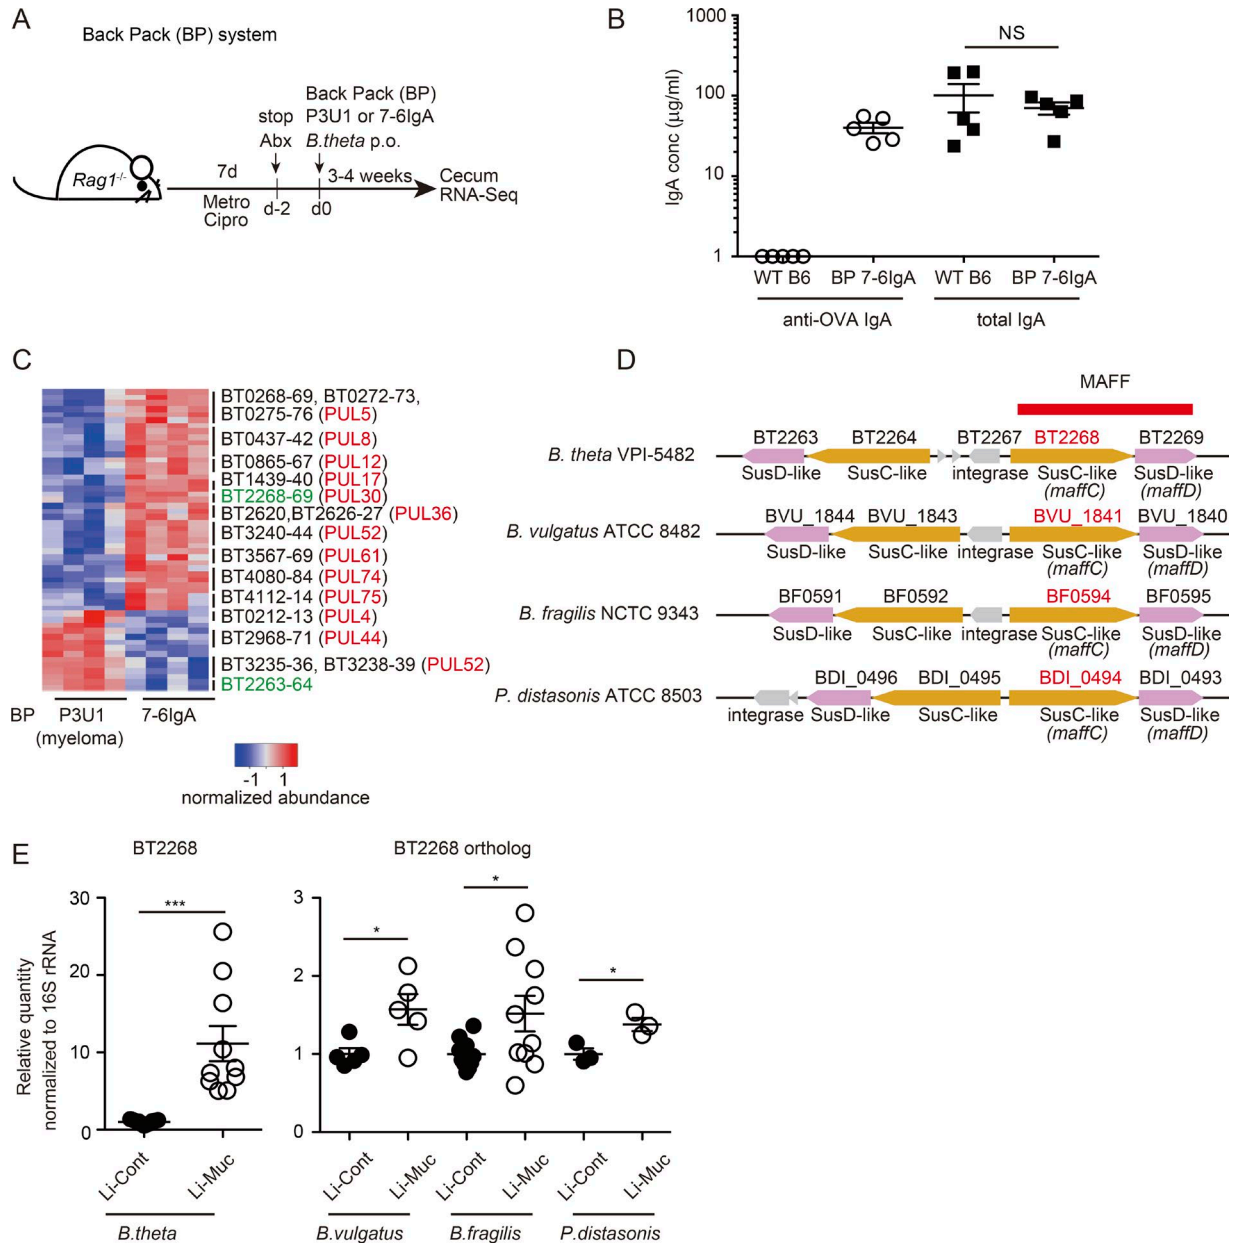 A
Back Pack (BP) system
Rag1-/-
7d
Metro
Cipro
stop
Abx
d-2
Back Pack (BP)
P3U1 or 7-6IgA
B.theta p.o.
d0
3-4 weeks
Cecum
RNA-Seq
B
IgA conc (µg/ml)
1000
100
10
1
NS
WT B6
BP 7-6IgA
WT B6
BP 7-6IgA
anti-OVA IgA
total IgA
C
BT0268-69, BT0272-73,
BT0275-76 (PUL5)
BT0437-42 (PUL8)
BT0865-67 (PUL12)
BT1439-40 (PUL17)
BT2268-69 (PUL30)
BT2620,BT2626-27 (PUL36)
BT3240-44 (PUL52)
BT3567-69 (PUL61)
BT4080-84 (PUL74)
BT4112-14 (PUL75)
BT0212-13 (PUL4)
BT2968-71 (PUL44)
BT3235-36, BT3238-39 (PUL52)
BT2263-64
BP
P3U1
(myeloma)
7-6IgA
-1
1
normalized abundance
D
MAFF
B. theta VPI-5482
BT2263
BT2264
BT2267
BT2268
BT2269
SusD-like
SusC-like
integrase
SusC-like
(maffC)
SusD-like
(maffD)
B. vulgatus ATCC 8482
BVU_1844
BVU_1843
BVU_1841
BVU_1840
SusD-like
SusC-like
integrase
SusC-like
(maffC)
SusD-like
(maffD)
B. fragilis NCTC 9343
BF0591
BF0592
BF0594
BF0595
SusD-like
SusC-like
integrase
SusC-like
(maffC)
SusD-like
(maffD)
P. distasonis ATCC 8503
BDI_0496
BDI_0495
BDI_0494
BDI_0493
integrase
SusD-like
SusC-like
SusC-like
(maffC)
SusD-like
(maffD)
E
BT2268
Relative quantity
normalized to 16S rRNA
30
20
10
0
***
Li-Cont
Li-Muc
B.theta
BT2268 ortholog
3
2
1
0
*
*
*
Li-Cont
Li-Muc
Li-Cont
Li-Muc
Li-Cont
Li-Muc
B.vulgatus
B.fragilis
P.distasonis